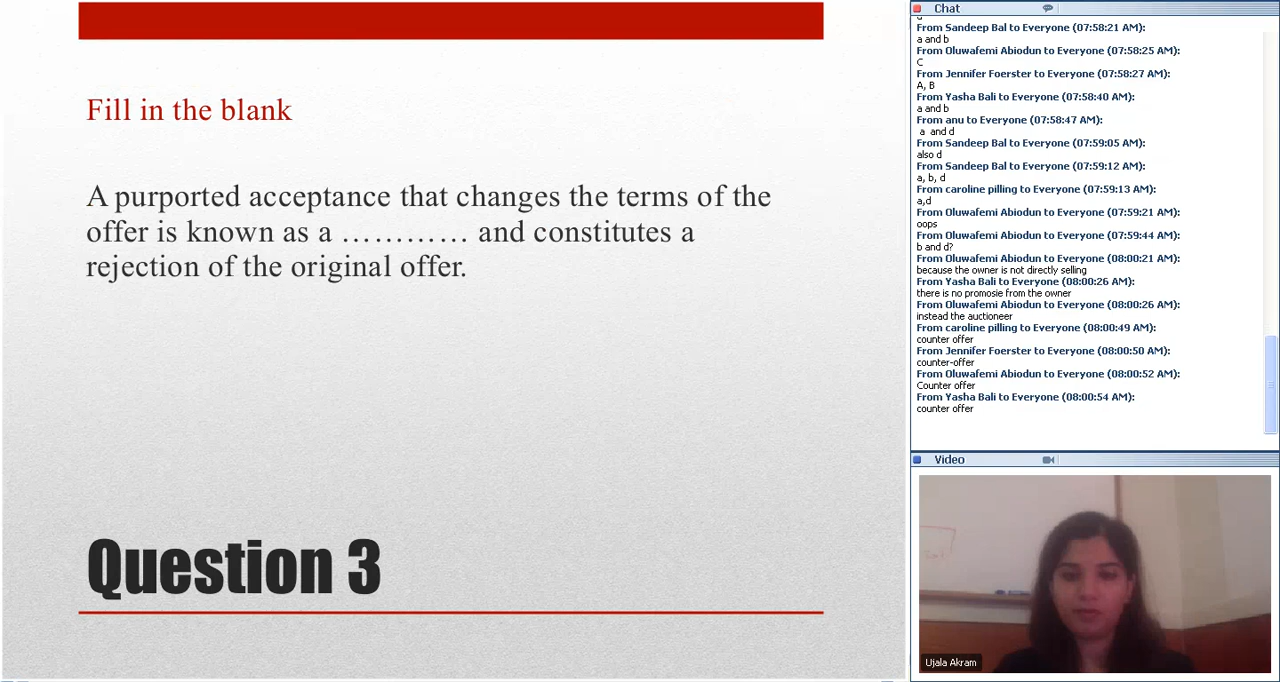 Fill in the blank
A purported acceptance that changes the terms of the
offer is known as a ………… and constitutes a
rejection of the original offer.
Question 3
Chat
From Sandeep Bal to Everyone (07:58:21 AM):
a and b
From Oluwafemi Abiodun to Everyone (07:58:25 AM):
C
From Jennifer Foerster to Everyone (07:58:27 AM):
A, B
From Yasha Bali to Everyone (07:58:40 AM):
a and b
From anu to Everyone (07:58:47 AM):
a and d
From Sandeep Bal to Everyone (07:59:05 AM):
also d
From Sandeep Bal to Everyone (07:59:12 AM):
a, b, d
From caroline pilling to Everyone (07:59:13 AM):
a,d
From Oluwafemi Abiodun to Everyone (07:59:21 AM):
oops
From Oluwafemi Abiodun to Everyone (07:59:44 AM):
b and d?
From Oluwafemi Abiodun to Everyone (08:00:21 AM):
because the owner is not directly selling
From Yasha Bali to Everyone (08:00:26 AM):
there is no promosie from the owner
From Oluwafemi Abiodun to Everyone (08:00:26 AM):
instead the auctioneer
From caroline pilling to Everyone (08:00:49 AM):
counter offer
From Jennifer Foerster to Everyone (08:00:50 AM):
counter-offer
From Oluwafemi Abiodun to Everyone (08:00:52 AM):
Counter offer
From Yasha Bali to Everyone (08:00:54 AM):
counter offer
Video
Ujala Akram